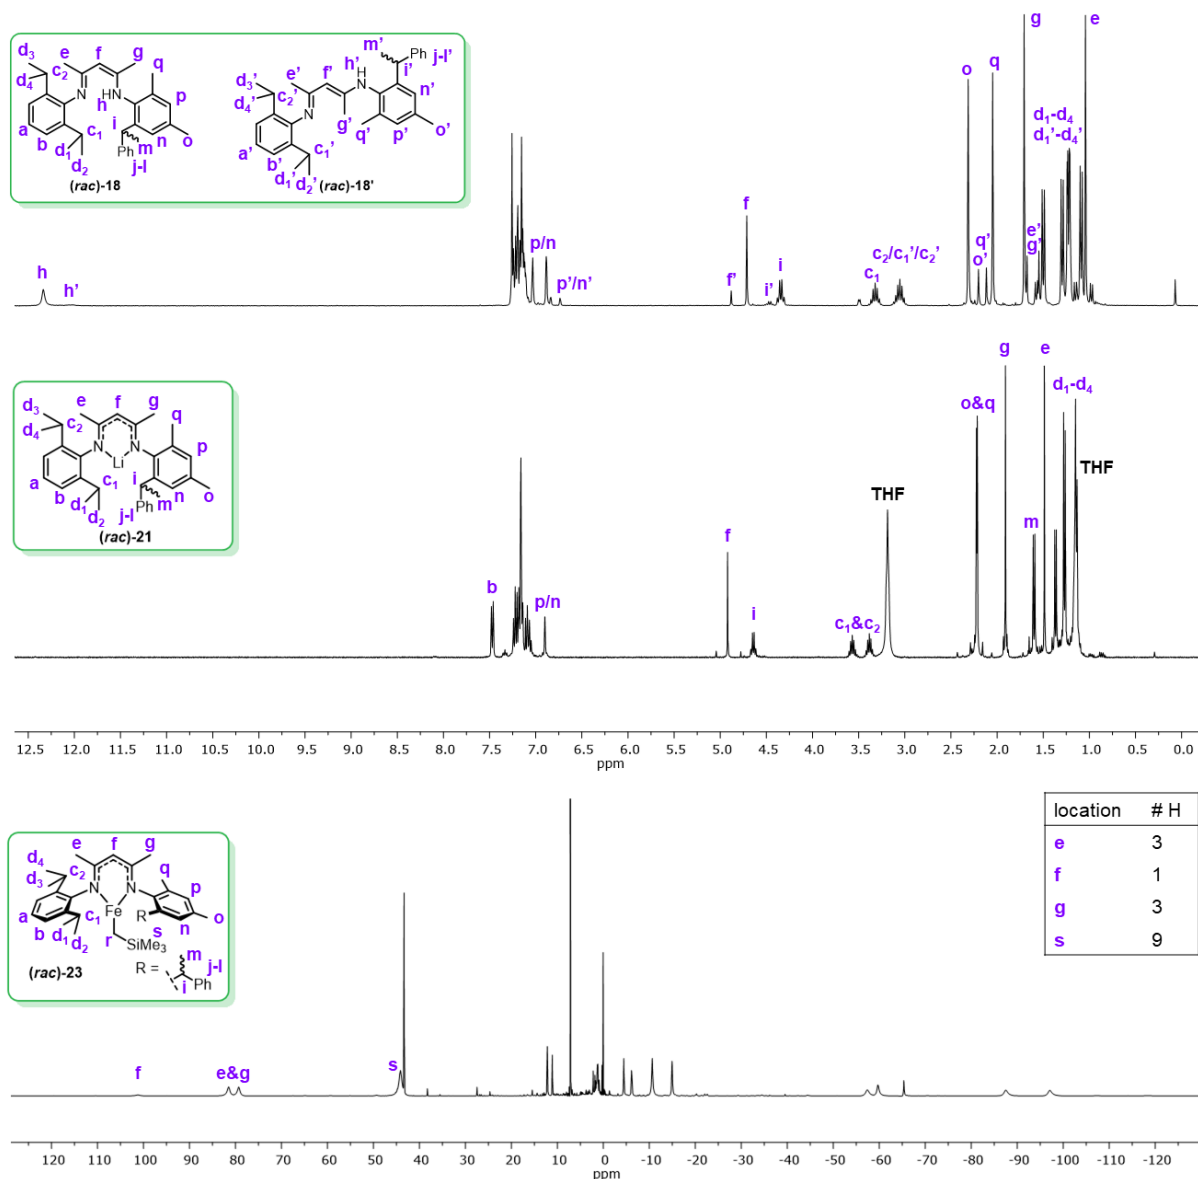 g
e
o
q
d₃
e
f
g
d₄
c₂
q
N
HN
h
p
a
b
c₁
i
n
o
d₁
d₂
m
Ph
j-l
(rac)-18
m'
Ph
j-l'
h'
H
N
i'
e'
f'
d₃'
d₄'
c₂'
n'
N
g'
q'
p'
o'
a'
b'
c₁'
d₁'
d₂'
(rac)-18'
d₁-d₄
d₁'-d₄'
f
p/n
q'
o'
e'
g'
c₂/c₁'/c₂'
i
c₁
h
h'
p'/n'
f'
i'
g
e
d₁-d₄
o&q
THF
THF
m
f
b
p/n
i
c₁&c₂
d₃
e
f
g
d₄
c₂
q
N
N
Li
p
a
b
c₁
i
n
o
d₁
d₂
m
Ph
j-l
(rac)-21
12.5 12.0 11.5 11.0 10.5 10.0 9.5 9.0 8.5 8.0 7.5 7.0 6.5 6.0 5.5 5.0 4.5 4.0 3.5 3.0 2.5 2.0 1.5 1.0 0.5 0.0
ppm
location # H
e 3
f 1
g 3
s 9
e
f
g
d₄
d₃
c₂
q
N
N
p
Fe
R
a
b
c₁
n
o
d₁
d₂
r
s
SiMe₃
m
j-l
R =
Ph
i
(rac)-23
f
e&g
s
120 110 100 90 80 70 60 50 40 30 20 10 0 -10 -20 -30 -40 -50 -60 -70 -80 -90 -100 -110 -120
ppm